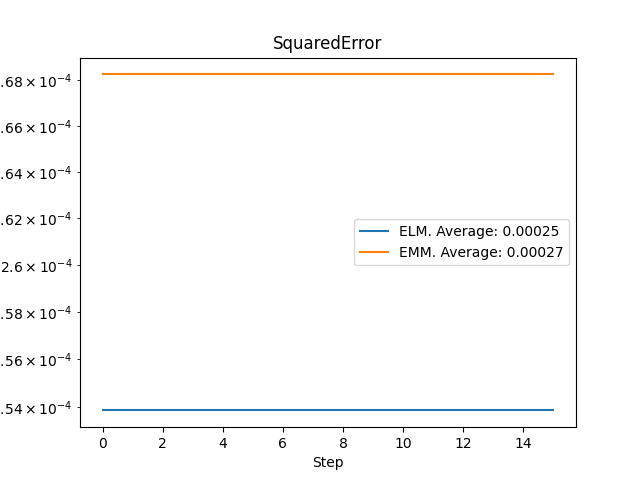 SquaredError
.68 × 10⁻⁴
.66 × 10⁻⁴
.64 × 10⁻⁴
.62 × 10⁻⁴
2.6 × 10⁻⁴
.58 × 10⁻⁴
.56 × 10⁻⁴
.54 × 10⁻⁴
ELM. Average: 0.00025
EMM. Average: 0.00027
0 2 4 6 8 10 12 14
Step